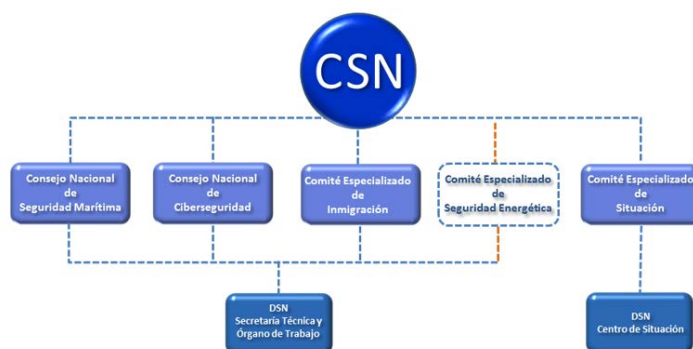 CSN
Consejo Nacional
de
Seguridad Marítima
Consejo Nacional
de
Ciberseguridad
Comité Especializado
de
Inmigración
Comité Especializado
de
Seguridad Energética
Comité Especializado
de
Situación
DSN
Secretaría Técnica y
Órgano de Trabajo
DSN
Centro de Situación